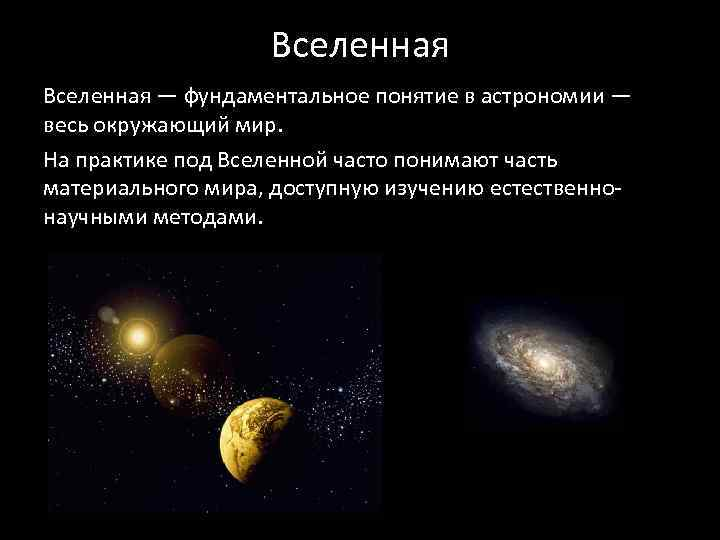 Вселенная
Вселенная — фундаментальное понятие в астрономии —
весь окружающий мир.
На практике под Вселенной часто понимают часть
материального мира, доступную изучению естественно-
научными методами.